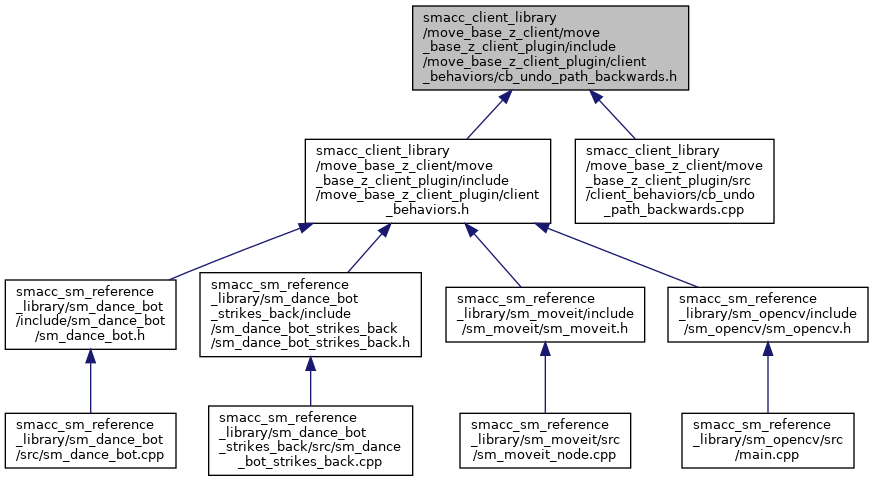 smacc_client_library
/move_base_z_client/move
_base_z_client_plugin/include
/move_base_z_client_plugin/client
_behaviors/cb_undo_path_backwards.h
smacc_client_library
/move_base_z_client/move
_base_z_client_plugin/include
/move_base_z_client_plugin/client
_behaviors.h
smacc_client_library
/move_base_z_client/move
_base_z_client_plugin/src
/client_behaviors/cb_undo
_path_backwards.cpp
smacc_sm_reference
_library/sm_dance_bot
/include/sm_dance_bot
/sm_dance_bot.h
smacc_sm_reference
_library/sm_dance_bot
_strikes_back/include
/sm_dance_bot_strikes_back
/sm_dance_bot_strikes_back.h
smacc_sm_reference
_library/sm_moveit/include
/sm_moveit/sm_moveit.h
smacc_sm_reference
_library/sm_opencv/include
/sm_opencv/sm_opencv.h
smacc_sm_reference
_library/sm_dance_bot
/src/sm_dance_bot.cpp
smacc_sm_reference
_library/sm_dance_bot
_strikes_back/src/sm_dance
_bot_strikes_back.cpp
smacc_sm_reference
_library/sm_moveit/src
/sm_moveit_node.cpp
smacc_sm_reference
_library/sm_opencv/src
/main.cpp